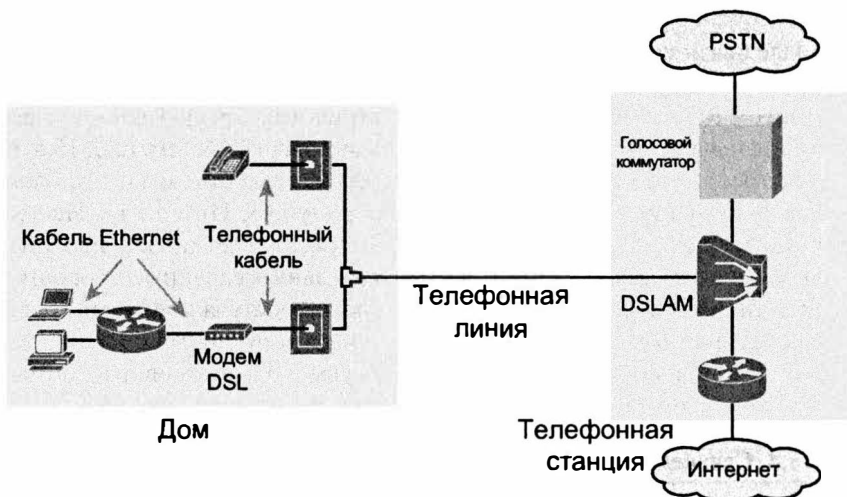 PSTN
Голосовой
коммутатор
Кабель Ethernet
Телефонный
кабель
Телефонная
линия
DSLAM
Модем
DSL
Дом
Телефонная
станция
Интернет